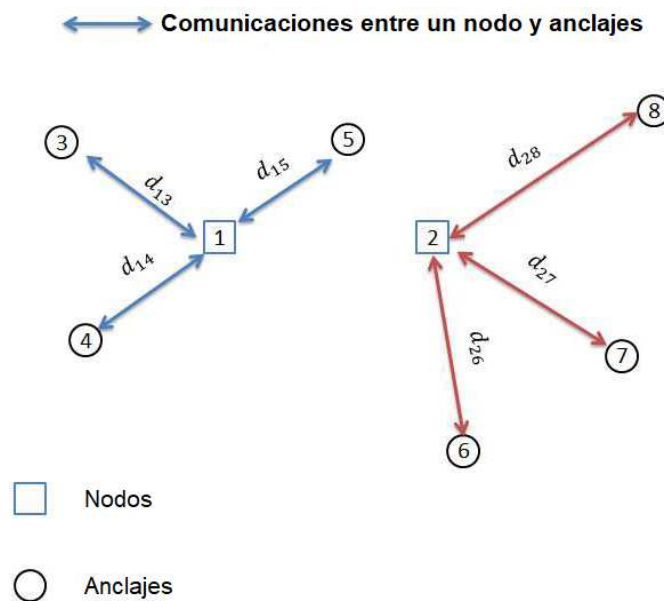 Comunicaciones entre un nodo y anclajes
3
5
8
d₁₃
d₁₅
d₂₈
1
2
d₁₄
d₂₇
4
d₂₆
7
6
Nodos
Anclajes